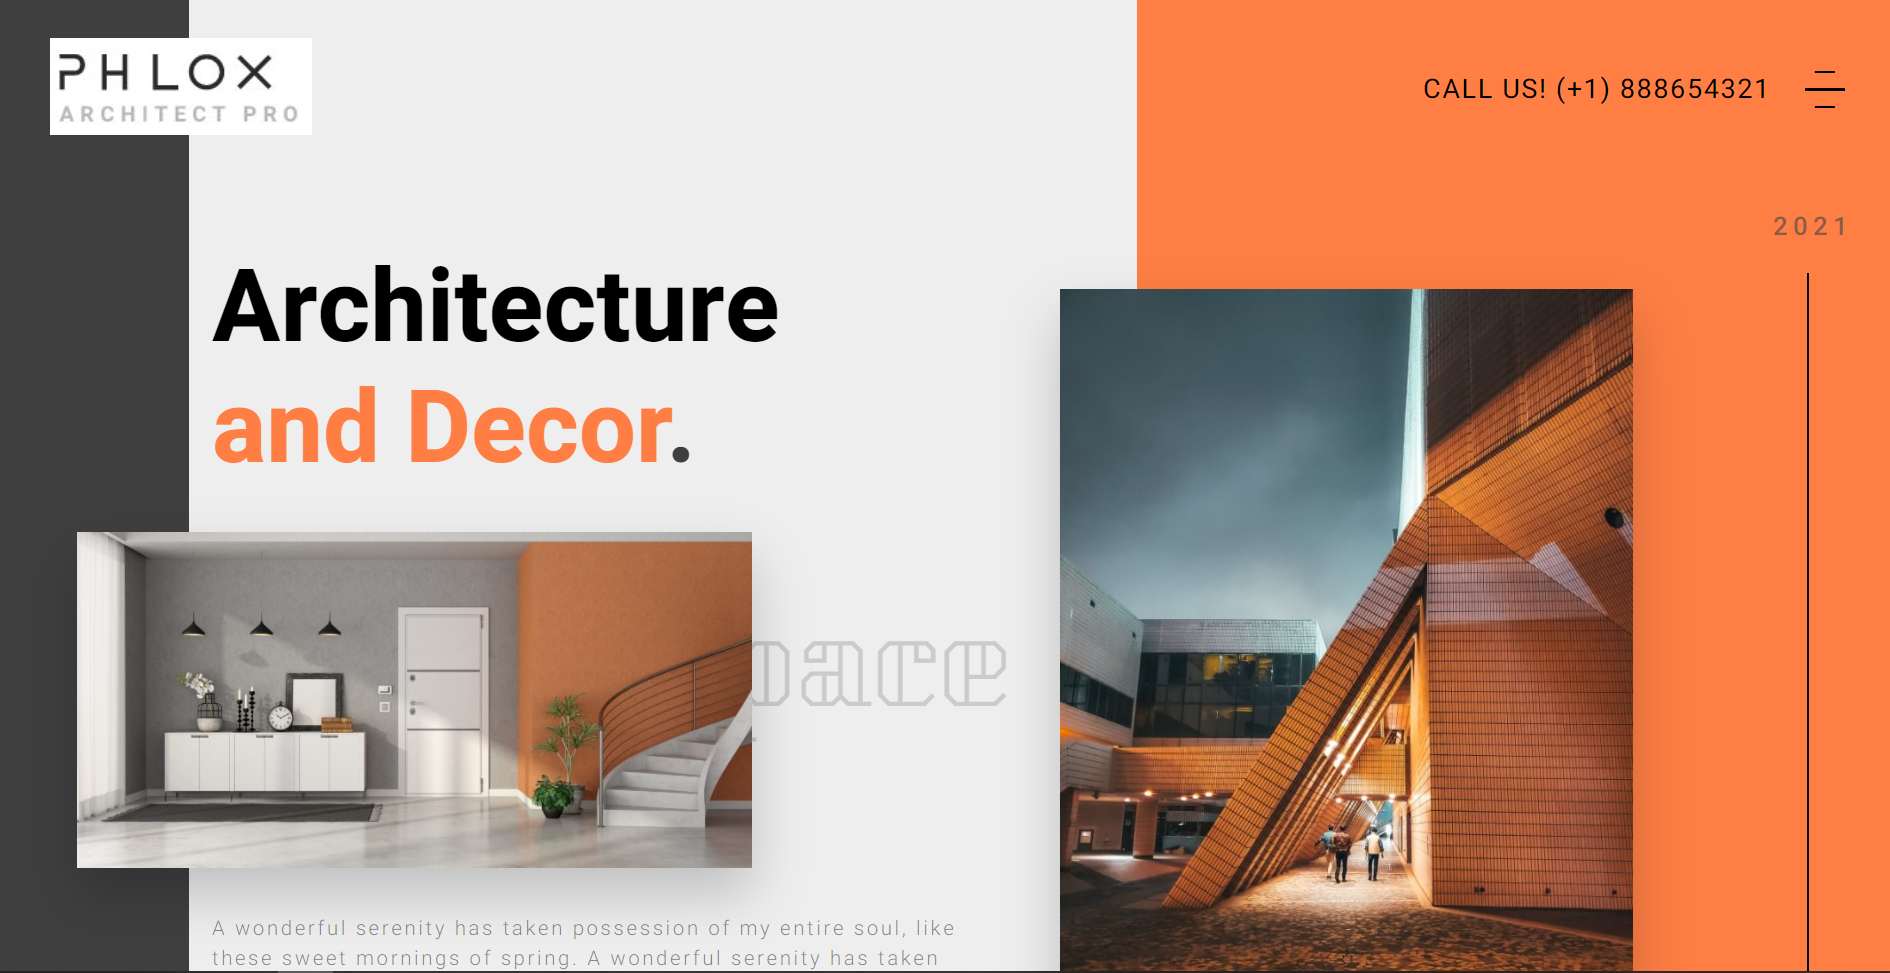 PHLOX
ARCHITECT PRO
CALL US! (+1) 888654321
2021
Architecture
and Decor.
A wonderful serenity has taken possession of my entire soul, like
these sweet mornings of spring. A wonderful serenity has taken